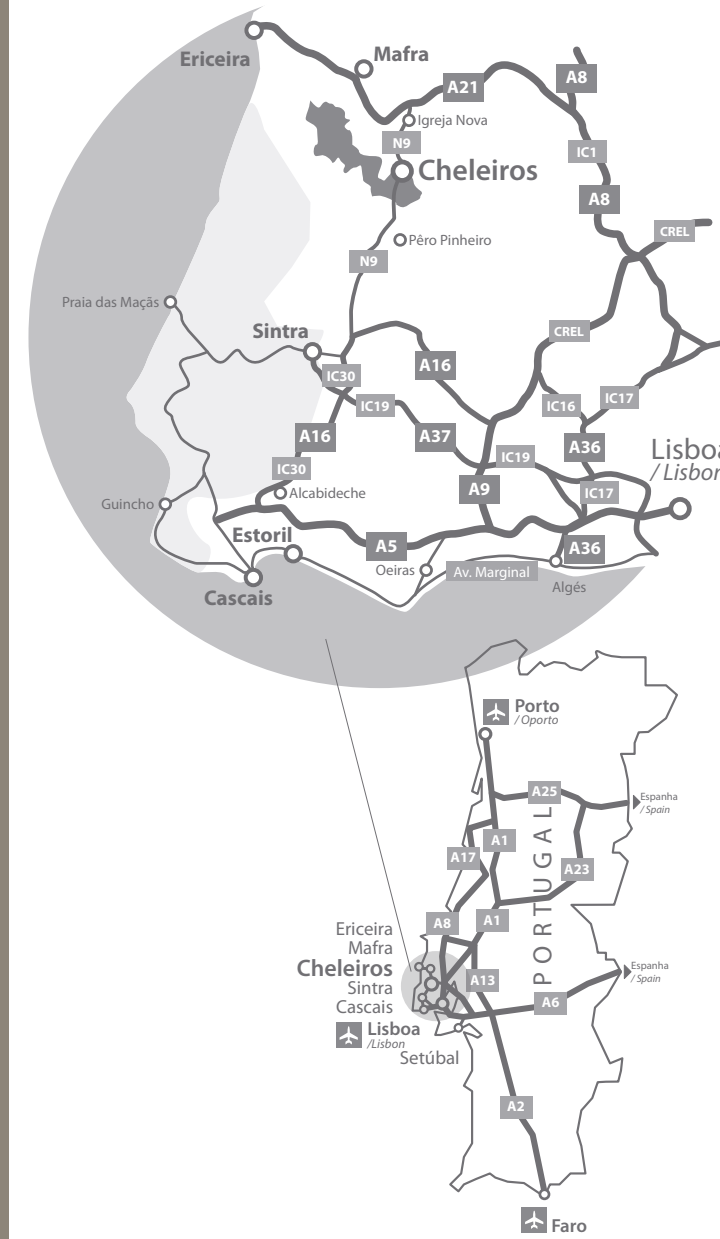 Ericeira
Mafra
A21
A8
Igreja Nova
N9
IC1
Cheleiros
A8
CREL
Pêro Pinheiro
N9
Praia das Maçãs
Sintra
CREL
A16
IC30
IC19
IC16
IC17
A16
A37
A36
Lisboa
/ Lisbon
IC19
IC30
A9
Alcabideche
IC17
Guincho
Estoril
A5
A36
Oeiras
Av. Marginal
Algés
Cascais
Porto
/ Oporto
A25
Espanha
/ Spain
A1
A17
A23
PORTUGAL
A8
A1
Ericeira
Mafra
Cheleiros
Sintra
Cascais
Espanha
/ Spain
A13
A6
Lisboa
/Lisbon
Setúbal
A2
Faro